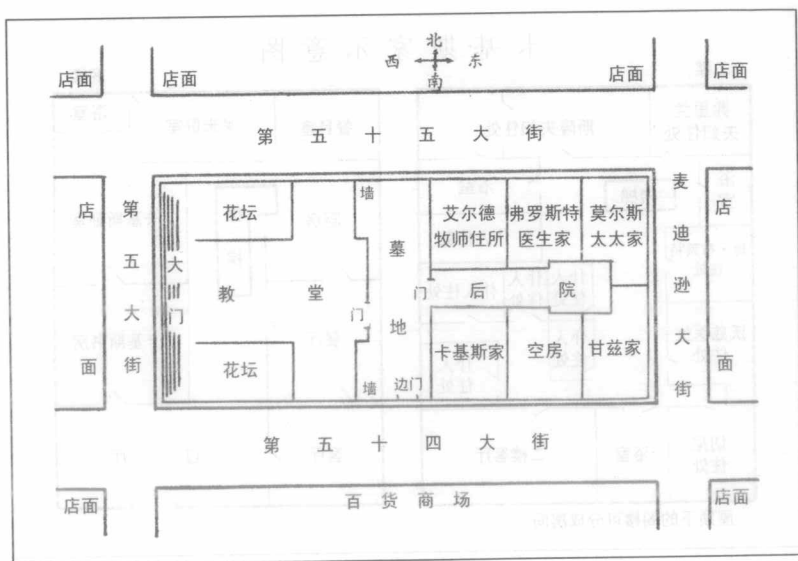 北
西 东
南
店面 店面 店面 店面
第五十五大街
店面
第五大街
大门
花坛
教堂
花坛
墙
门
墙
墓地
门
边门
艾尔德
牧师住所
弗罗斯特
医生家
莫尔斯
太太家
后院
卡基斯家
空房
甘兹家
麦迪逊大街
店面
第五十四大街
店面
百货商场
店面